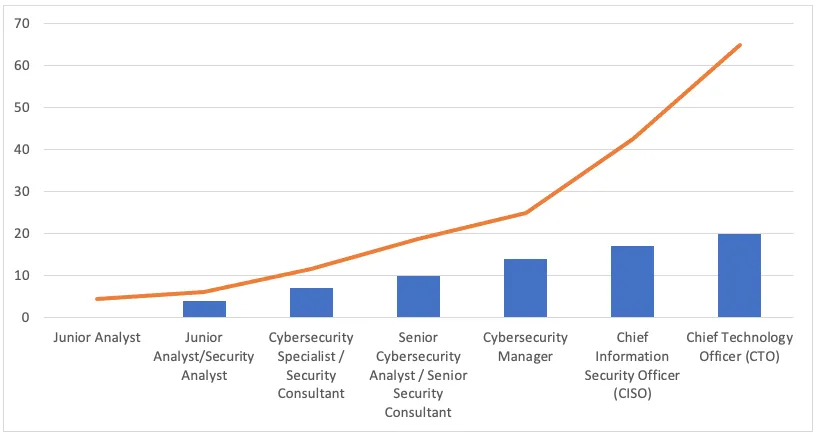 70
60
50
40
30
20
10
0
Junior Analyst
Junior
Analyst/Security
Analyst
Cybersecurity
Specialist /
Security
Consultant
Senior
Cybersecurity
Analyst / Senior
Security
Consultant
Cybersecurity
Manager
Chief
Information
Security Officer
(CISO)
Chief Technology
Officer (CTO)